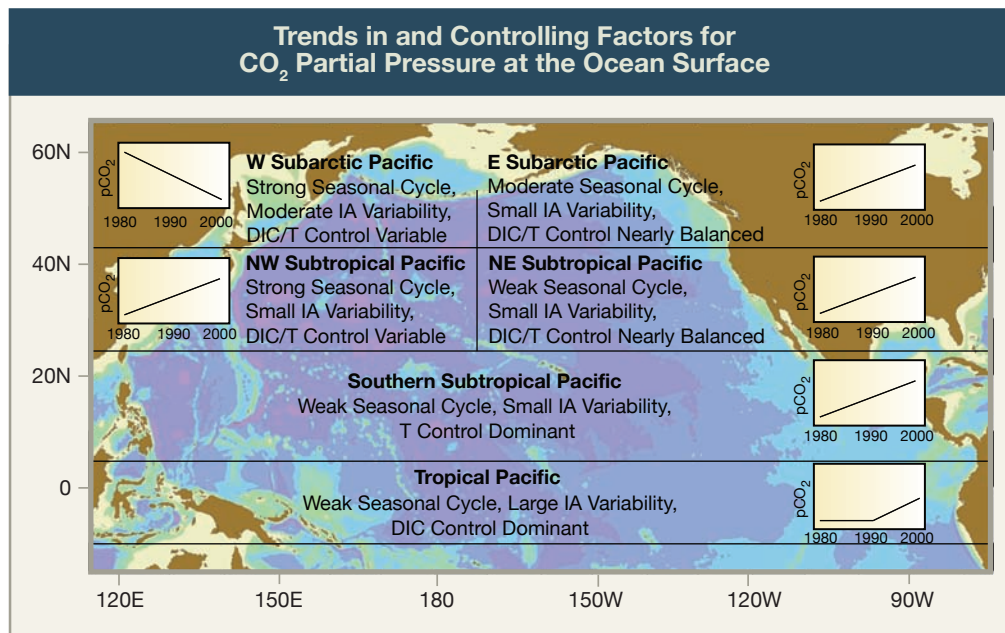 Trends in and Controlling Factors for
CO₂ Partial Pressure at the Ocean Surface
60N
40N
20N
0
pCO₂
1980 1990 2000
W Subarctic Pacific
Strong Seasonal Cycle,
Moderate IA Variability,
DIC/T Control Variable
E Subarctic Pacific
Moderate Seasonal Cycle,
Small IA Variability,
DIC/T Control Nearly Balanced
pCO₂
1980 1990 2000
pCO₂
1980 1990 2000
NW Subtropical Pacific
Strong Seasonal Cycle,
Small IA Variability,
DIC/T Control Variable
NE Subtropical Pacific
Weak Seasonal Cycle,
Small IA Variability,
DIC/T Control Nearly Balanced
pCO₂
1980 1990 2000
Southern Subtropical Pacific
Weak Seasonal Cycle, Small IA Variability,
T Control Dominant
pCO₂
1980 1990 2000
Tropical Pacific
Weak Seasonal Cycle, Large IA Variability,
DIC Control Dominant
pCO₂
1980 1990 2000
120E 150E 180 150W 120W 90W